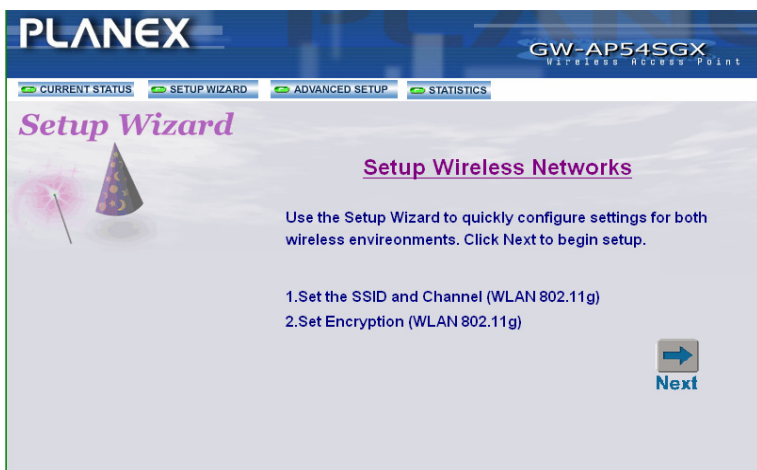 PLANEX
GW-AP54SGX
Wireless Access Point
CURRENT STATUS SETUP WIZARD ADVANCED SETUP STATISTICS
Setup Wizard
Setup Wireless Networks
Use the Setup Wizard to quickly configure settings for both
wireless envireonments. Click Next to begin setup.
1.Set the SSID and Channel (WLAN 802.11g)
2.Set Encryption (WLAN 802.11g)
Next